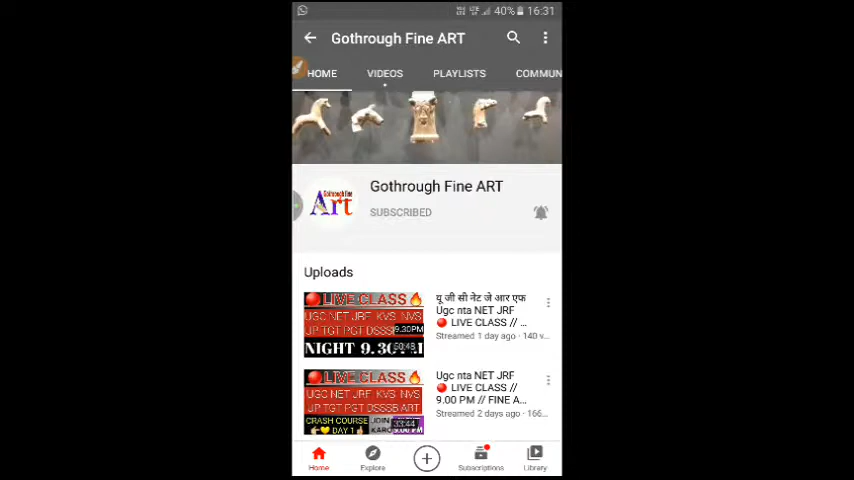 40% 16:31
Gothrough Fine ART
HOME VIDEOS PLAYLISTS COMMUN
Gothrough Fine
Art
Gothrough Fine ART
SUBSCRIBED
Uploads
LIVE CLASS
UGC NET JRF KVS NVS
UP TGT PGT DSSSB 9.30PM
NIGHT 9.30
50:48
यू जी सी नेट जे आर एफ
Ugc nta NET JRF
LIVE CLASS // ...
Streamed 1 day ago · 140 v...
LIVE CLASS
UGC NET JRF KVS NVS
UP TGT PGT DSSSB ART
CRASH COURSE JOIN
DAY 1 KARO
33:44
Ugc nta NET JRF
LIVE CLASS //
9.00 PM // FINE A...
Streamed 2 days ago · 166...
Home Explore Subscriptions Library